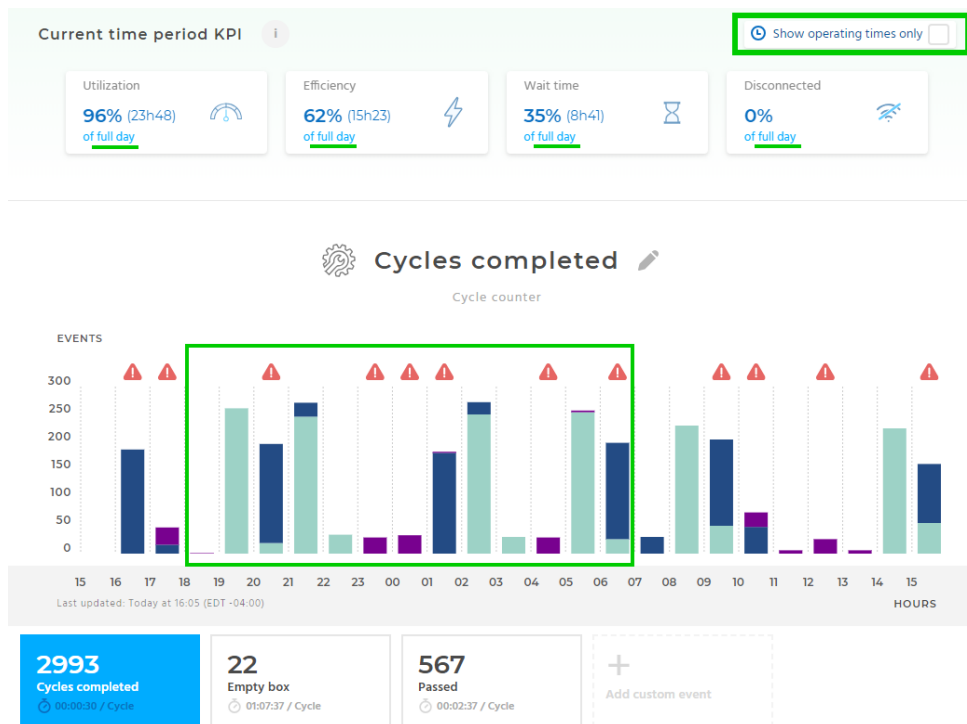 Current time period KPI i
Show operating times only
Utilization
96% (23h48)
of full day
Efficiency
62% (15h23)
of full day
Wait time
35% (8h41)
of full day
Disconnected
0%
of full day
Cycles completed
Cycle counter
EVENTS
300
250
200
150
100
50
0
15 16 17 18 19 20 21 22 23 00 01 02 03 04 05 06 07 08 09 10 11 12 13 14 15
Last updated: Today at 16:05 (EDT -04:00)
HOURS
2993
Cycles completed
00:00:30 / Cycle
22
Empty box
01:07:37 / Cycle
567
Passed
00:02:37 / Cycle
+
Add custom event